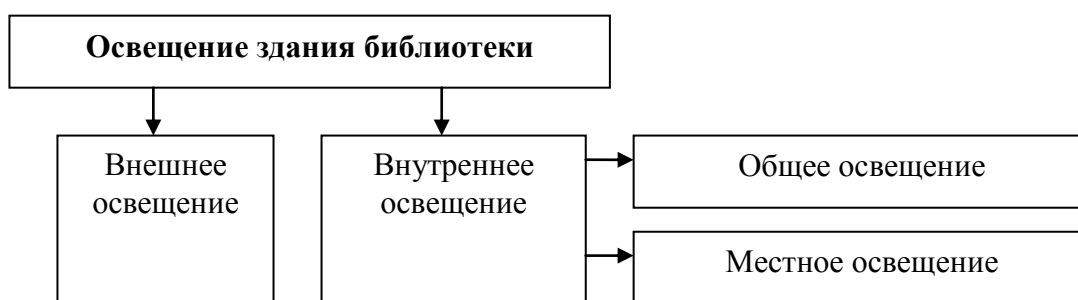 Освещение здания библиотеки
Внешнее
освещение
Внутреннее
освещение
Общее освещение
Местное освещение